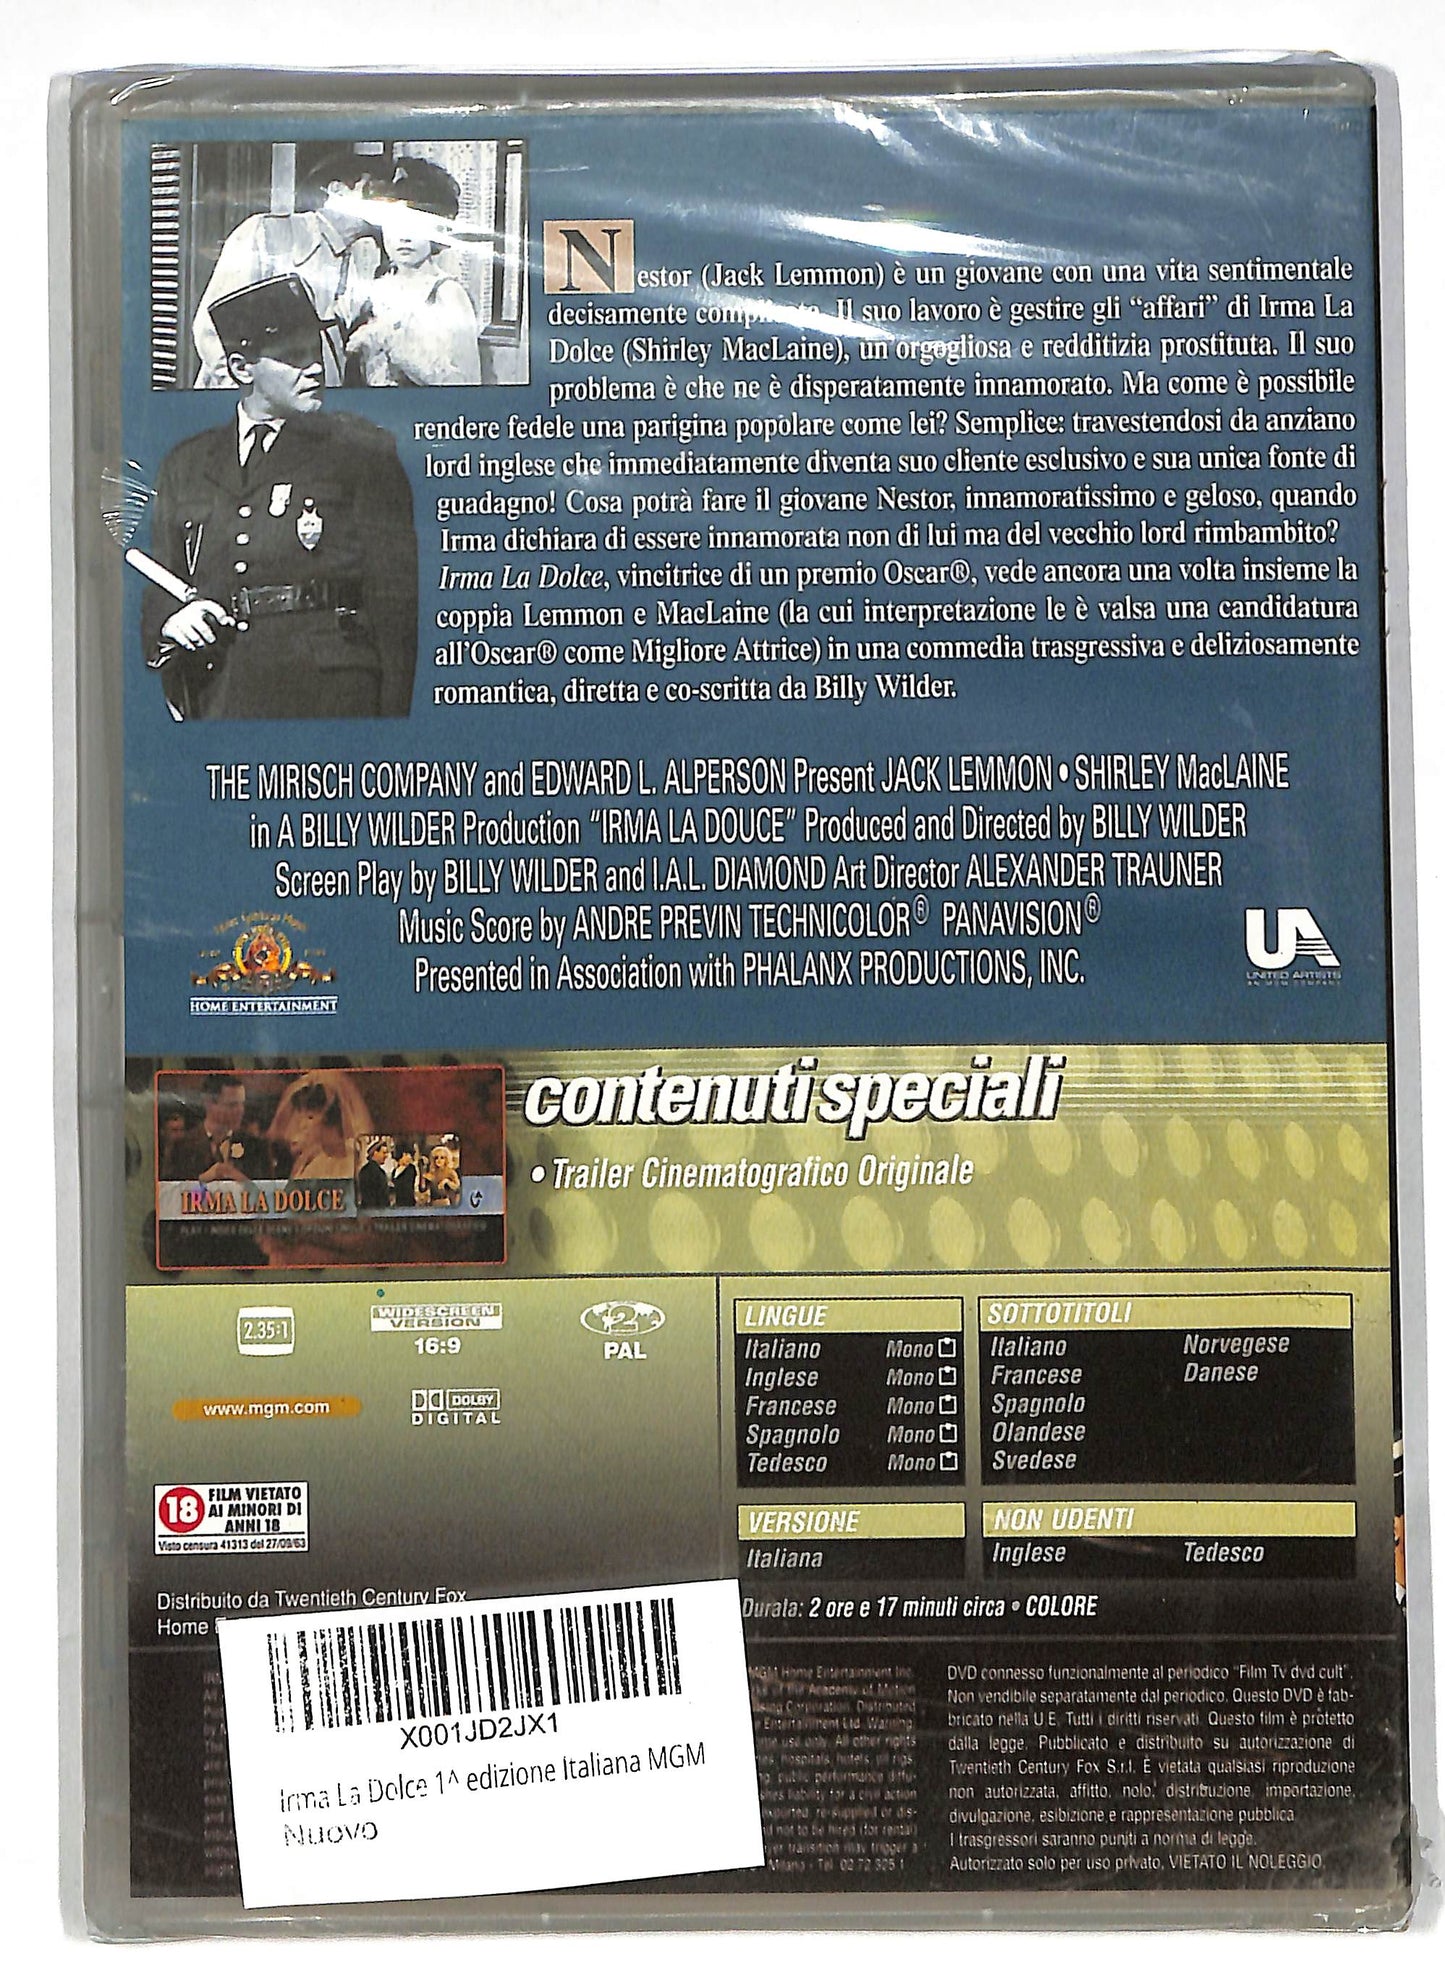 Nestor (Jack Lemmon) è un giovane con una vita sentimentale
decisamente Il suo lavoro è gestire gli “affari” di Irma La
Dolce (Shirley MacLaine), un orgogliosa e redditizia prostituta. Il suo
problema è che ne è disperatamente innamorato. Ma come è possibile
rendere fedele una parigina popolare come lei? Semplice: travestendosi da anziano
lord inglese che immediatamente diventa suo cliente esclusivo e sua unica fonte di
guadagno! Cosa potrà fare il giovane Nestor, innamoratissimo e geloso, quando
Irma dichiara di essere innamorata non di lui ma del vecchio lord rimbambito?
Irma La Dolce, vincitrice di un premio Oscar®, vede ancora una volta insieme la
coppia Lemmon e MacLaine (la cui interpretazione le è valsa una candidatura
all'Oscar® come Migliore Attrice) in una commedia trasgressiva e deliziosamente
romantica, diretta e co-scritta da Billy Wilder.
THE MIRISCH COMPANY and EDWARD L. ALPERSON Present JACK LEMMON • SHIRLEY MacLAINE
in A BILLY WILDER Production “IRMA LA DOUCE” Produced and Directed by BILLY WILDER
Screen Play by BILLY WILDER and I.A.L. DIAMOND Art Director ALEXANDER TRAUNER
Music Score by ANDRE PREVIN TECHNICOLOR® PANAVISION®
Presented in Association with PHALANX PRODUCTIONS, INC.
HOME ENTERTAINMENT
UA
UNITED ARTISTS
AN MGM COMPANY
contenuti speciali
• Trailer Cinematografico Originale
IRMA LA DOLCE
2.35:1
WIDESCREEN
VERSION
16:9
2
PAL
www.mgm.com
DOLBY
DIGITAL
18 FILM VIETATO
AI MINORI DI
ANNI 18
Visto censura 41313 del 27/09/63
LINGUE
Italiano Mono
Inglese Mono
Francese Mono
Spagnolo Mono
Tedesco Mono
SOTTOTITOLI
Italiano Norvegese
Francese Danese
Spagnolo
Olandese
Svedese
VERSIONE
Italiana
NON UDENTI
Inglese Tedesco
Durata: 2 ore e 17 minuti circa • COLORE
Distribuito da Twentieth Century Fox
Home
X001JD2JX1
Irma La Dolce 1^ edizione Italiana MGM
Nuovo
MGM Home Entertainment Inc.
DVD connesso funzionalmente al periodico “Film Tv dvd cult”.
Non vendibile separatamente dal periodico. Questo DVD è fab-
bricato nella U.E. Tutti i diritti riservati. Questo film è protetto
dalla legge. Pubblicato e distribuito su autorizzazione di
Twentieth Century Fox S.r.l. È vietata qualsiasi riproduzione
non autorizzata, affitto, nolo, distribuzione, importazione,
divulgazione, esibizione e rappresentazione pubblica
I trasgressori saranno puniti a norma di legge.
Autorizzato solo per uso privato, VIETATO IL NOLEGGIO.